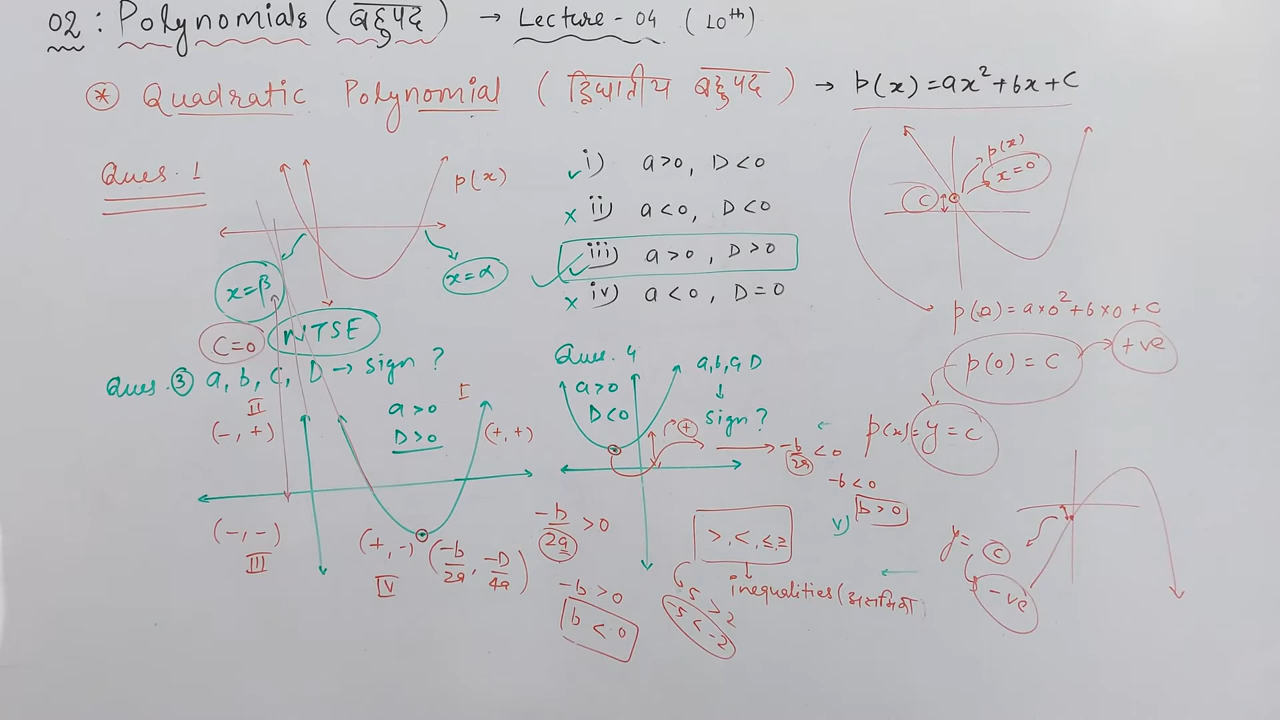 02 : Polynomials (बहुपद) → Lecture - 04 (10th)
* Quadratic Polynomial (द्विघातीय बहुपद) → p(x) = ax² + bx + c
Ques. 1
p(x)
x=β
x=α
C=0
NTSE
✓ i) a>0, D<0
× ii) a<0, D<0
✓ iii) a>0, D>0
× iv) a<0, D=0
p(x)
x=0
C
p(0) = a×0² + b×0 + C
p(0) = C → +ve
p(x) = y = C
Ques. ③ a, b, c, D → sign ?
II
(-, +)
a>0
D>0
I
(+, +)
(-, -)
III
(+, -)
IV
(-b/2a, -D/4a)
-b/2a >0
-b>0
b < 0
Ques. 4
a>0
D<0
a, b, c, D
↓
sign ?
(+)
→ -b/2a < 0
-b<0
b>0
v)
>, <, ≤, ≥
inequalities
5 > 2
5 < -2
y = C
-ve